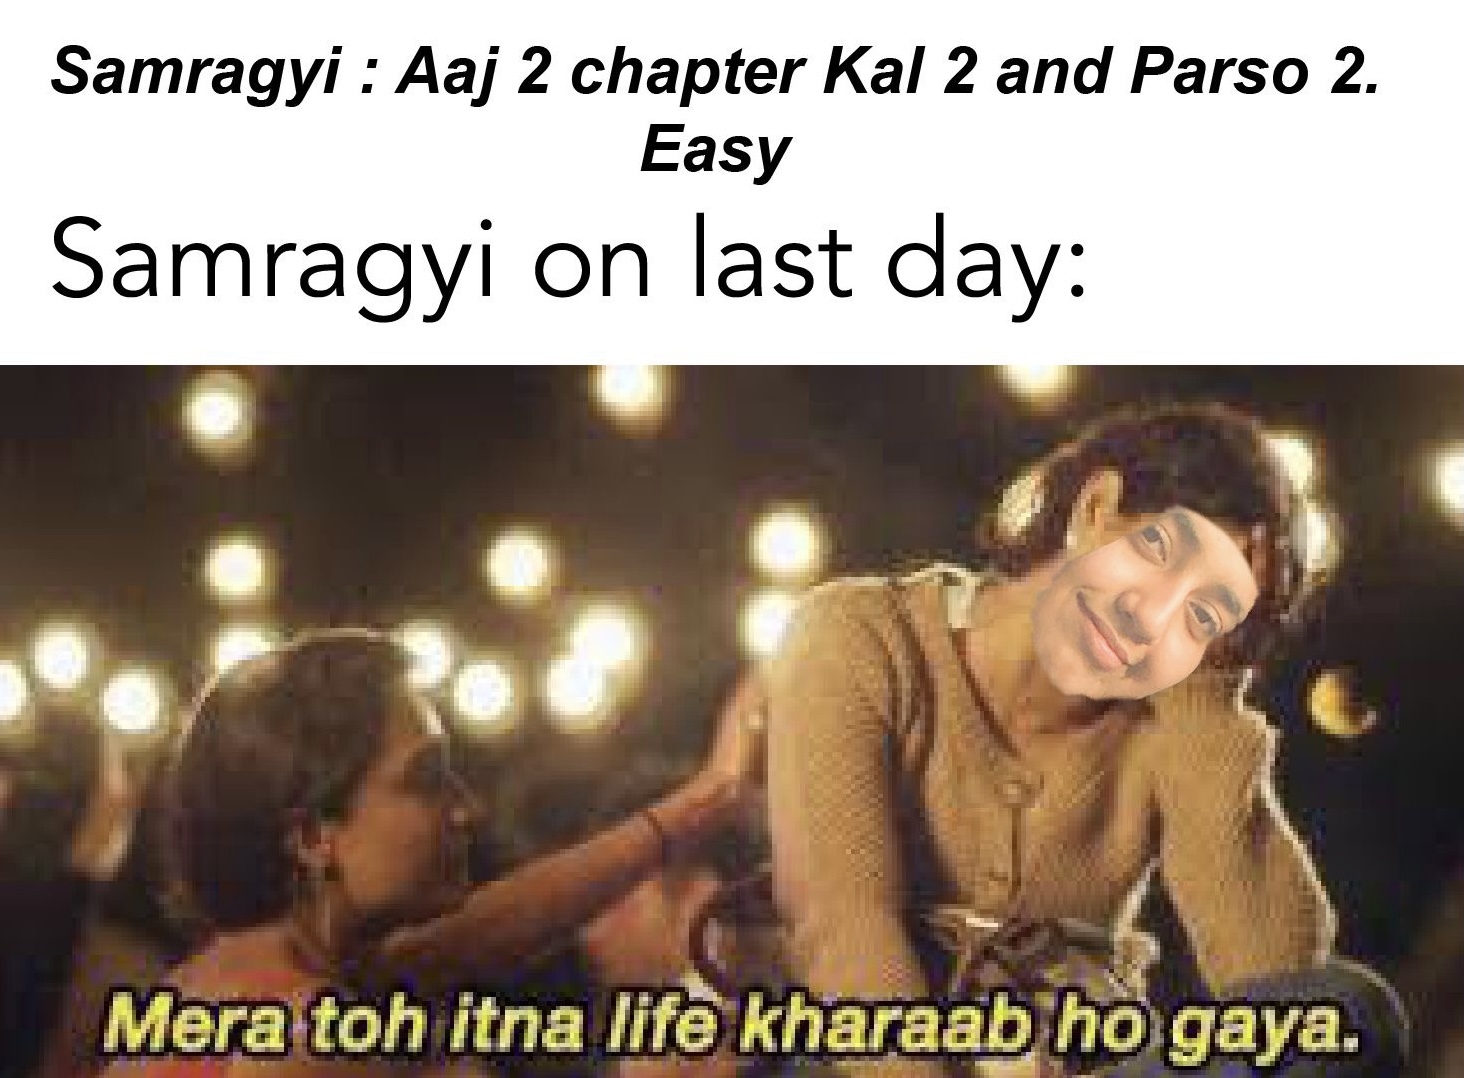 Samragyi : Aaj 2 chapter Kal 2 and Parso 2.
Easy
Samragyi on last day:
Mera toh itna life kharaab ho gaya.